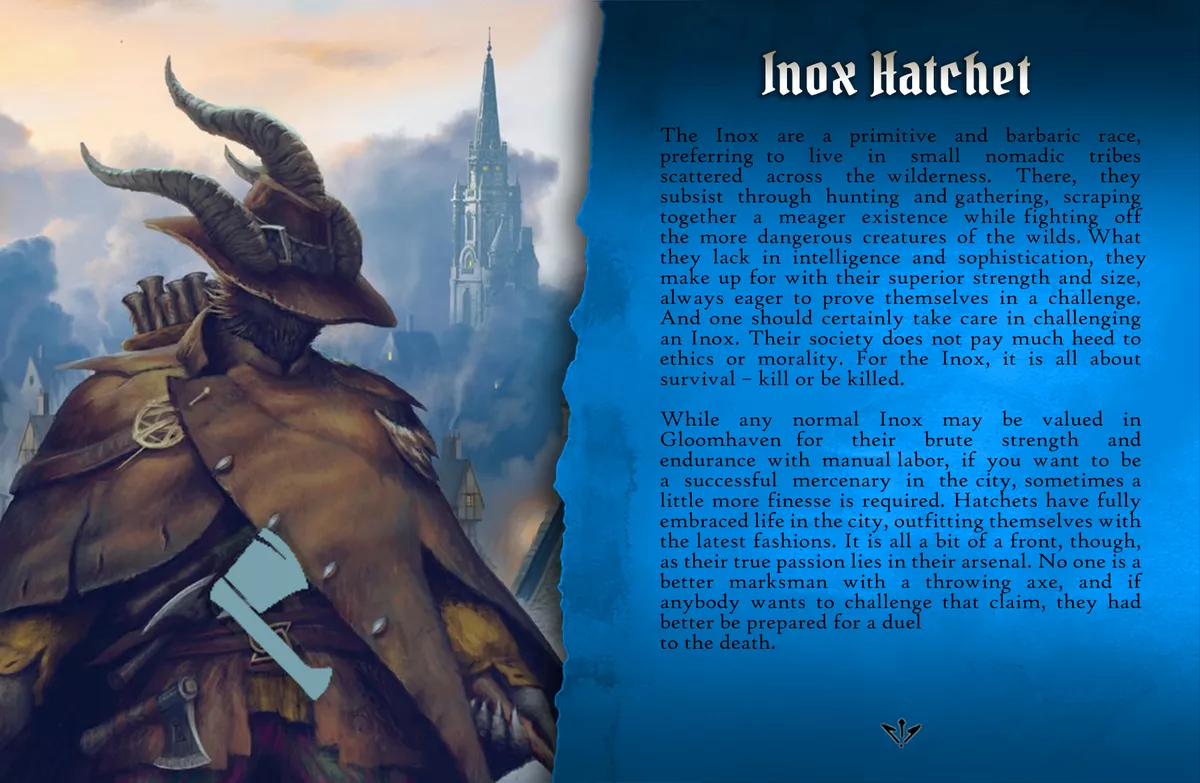 Inox Hatchet
The Inox are a primitive and barbaric race,
preferring to live in small nomadic tribes
scattered across the wilderness. There, they
subsist through hunting and gathering, scraping
together a meager existence while fighting off
the more dangerous creatures of the wilds. What
they lack in intelligence and sophistication, they
make up for with their superior strength and size,
always eager to prove themselves in a challenge.
And one should certainly take care in challenging
an Inox. Their society does not pay much heed to
ethics or morality. For the Inox, it is all about
survival – kill or be killed.
While any normal Inox may be valued in
Gloomhaven for their brute strength and
endurance with manual labor, if you want to be
a successful mercenary in the city, sometimes a
little more finesse is required. Hatchets have fully
embraced life in the city, outfitting themselves with
the latest fashions. It is all a bit of a front, though,
as their true passion lies in their arsenal. No one is a
better marksman with a throwing axe, and if
anybody wants to challenge that claim, they had
better be prepared for a duel
to the death.